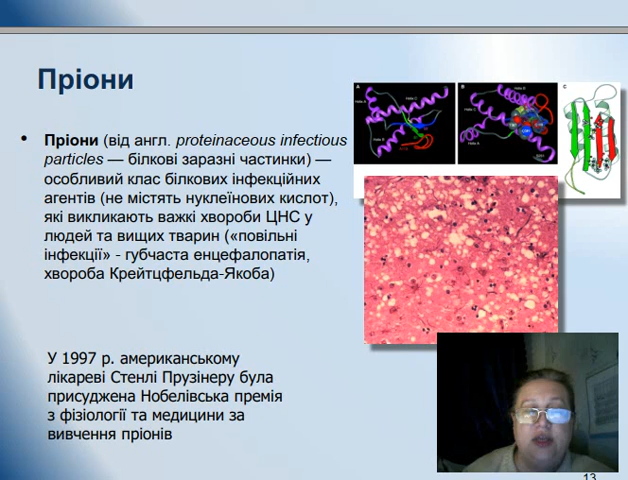 Пріони
• Пріони (від англ. proteinaceous infectious
particles — білкові заразні частинки) —
особливий клас білкових інфекційних
агентів (не містять нуклеїнових кислот),
які викликають важкі хвороби ЦНС у
людей та вищих тварин («повільні
інфекції» - губчаста енцефалопатія,
хвороба Крейтцфельда-Якоба)
У 1997 р. американському
лікареві Стенлі Прузінеру була
присуджена Нобелівська премія
з фізіології та медицини за
вивчення пріонів
A
B
C
13